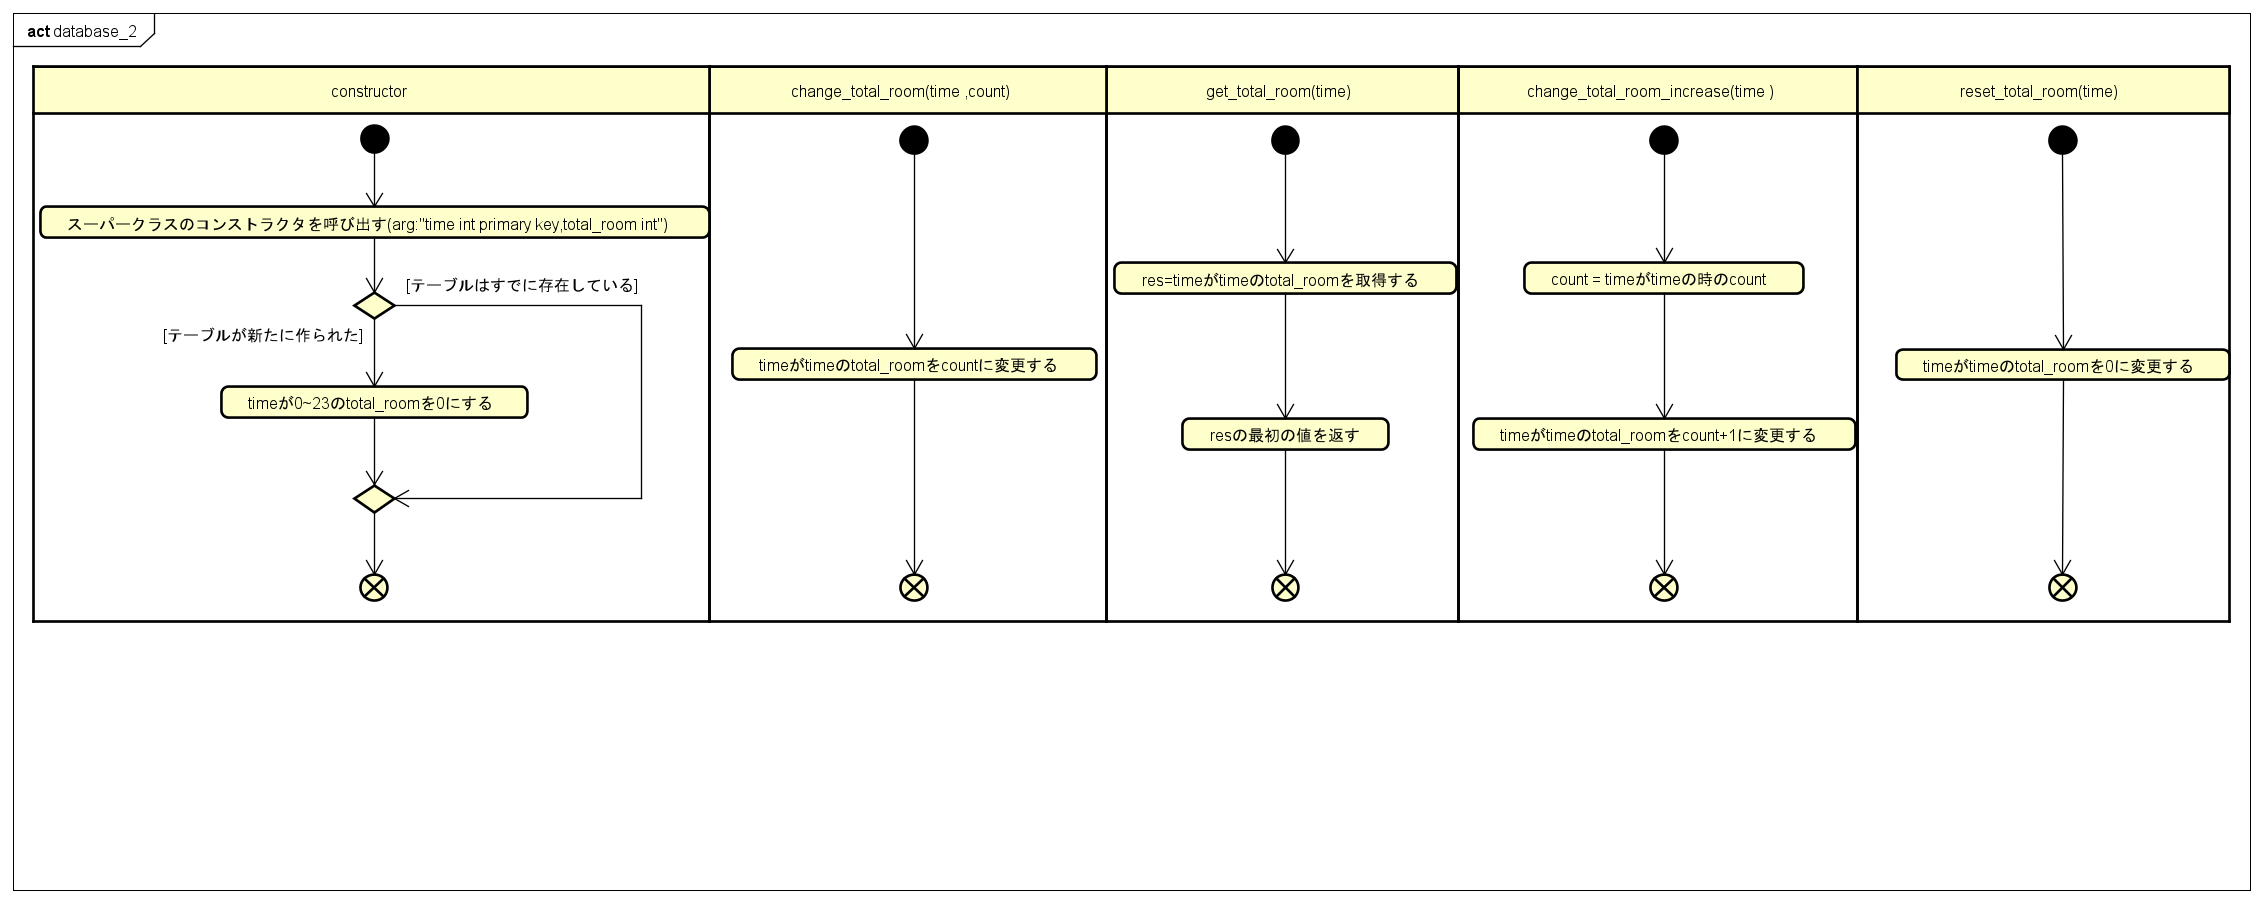 act database_2
constructor
change_total_room(time ,count)
get_total_room(time)
change_total_room_increase(time )
reset_total_room(time)
スーパークラスのコンストラクタを呼び出す(arg:"time int primary key,total_room int")
[テーブルはすでに存在している]
[テーブルが新たに作られた]
timeが0~23のtotal_roomを0にする
timeがtimeのtotal_roomをcountに変更する
res=timeがtimeのtotal_roomを取得する
resの最初の値を返す
count = timeがtimeの時のcount
timeがtimeのtotal_roomをcount+1に変更する
timeがtimeのtotal_roomを0に変更する